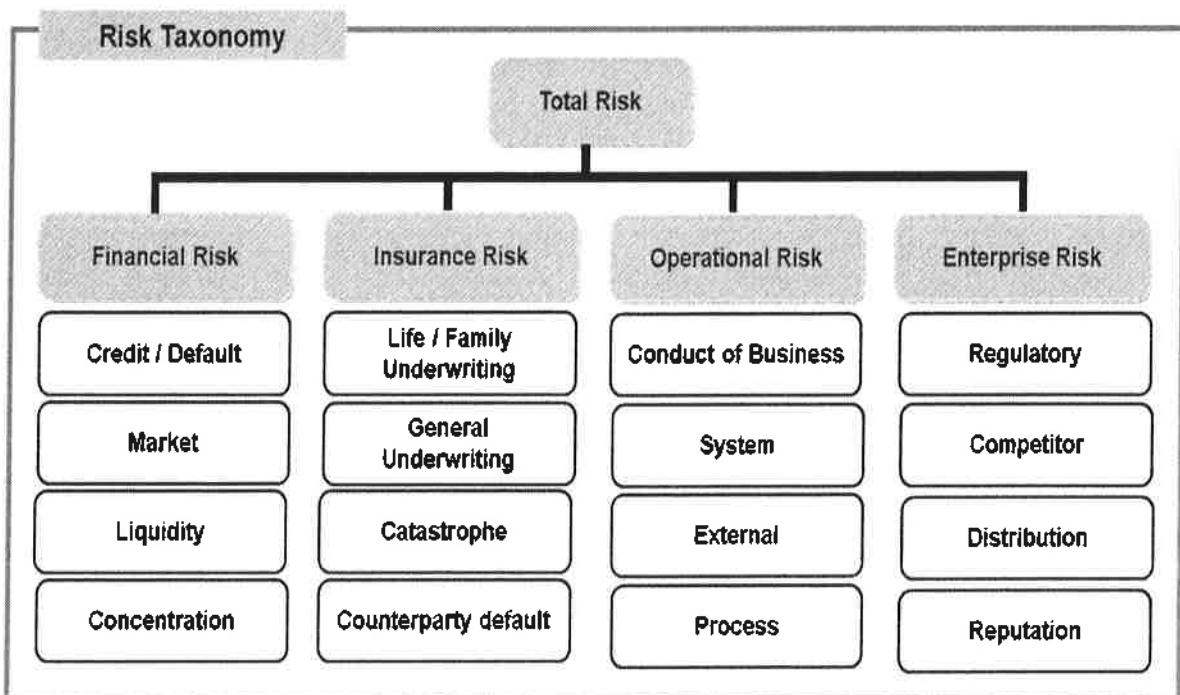 Risk Taxonomy
Total Risk
Financial Risk
Insurance Risk
Operational Risk
Enterprise Risk
Credit / Default
Life / Family
Underwriting
Conduct of Business
Regulatory
Market
General
Underwriting
System
Competitor
Liquidity
Catastrophe
External
Distribution
Concentration
Counterparty default
Process
Reputation